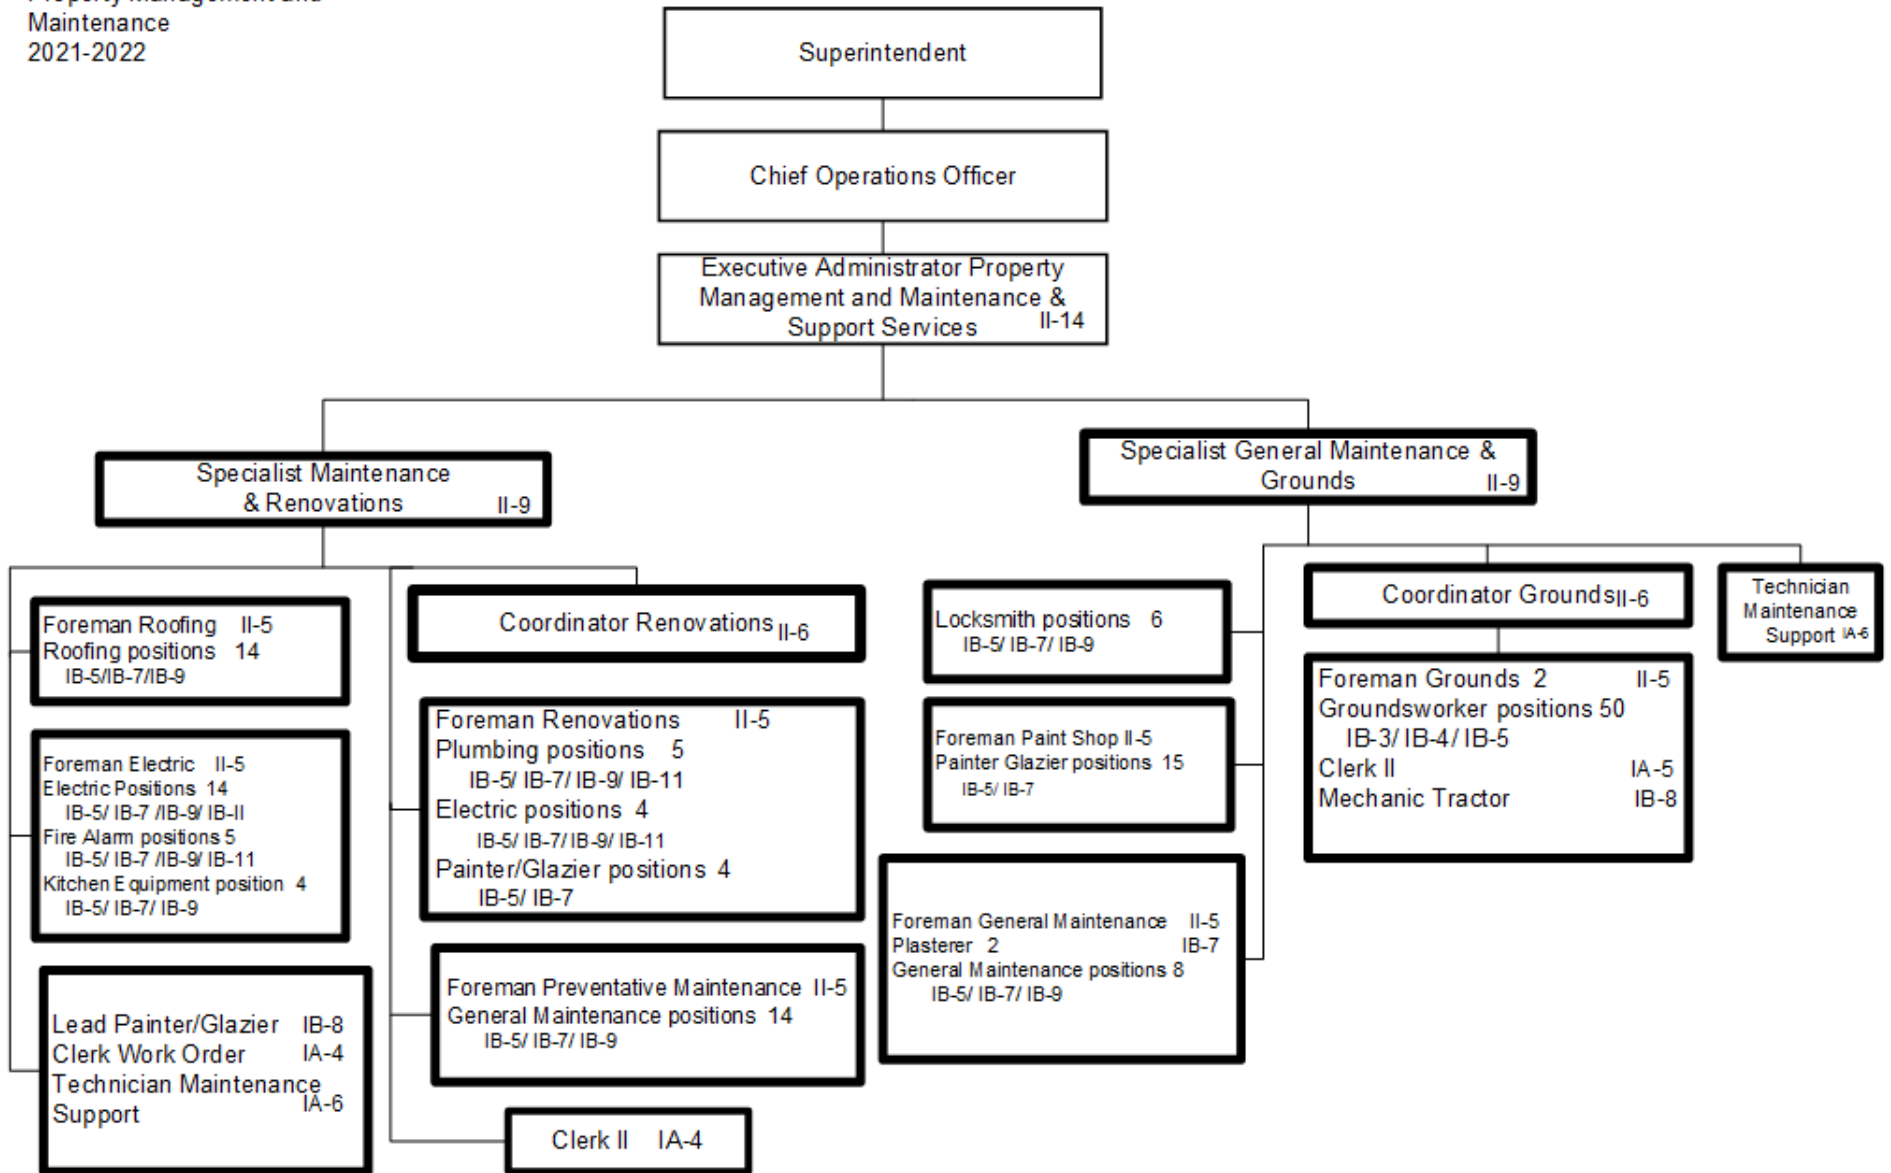 Property Management and
Maintenance
2021-2022
Superintendent
Chief Operations Officer
Executive Administrator Property
Management and Maintenance &
Support Services II-14
Specialist Maintenance
& Renovations II-9
Specialist General Maintenance &
Grounds II-9
Foreman Roofing II-5
Roofing positions 14
IB-5/IB-7/IB-9
Foreman Electric II-5
Electric Positions 14
IB-5/ IB-7 /IB-9/ IB-II
Fire Alarm positions 5
IB-5/ IB-7 /IB-9/ IB-11
Kitchen Equipment position 4
IB-5/ IB-7/ IB-9
Lead Painter/Glazier IB-8
Clerk Work Order IA-4
Technician Maintenance
Support IA-6
Coordinator Renovations II-6
Foreman Renovations II-5
Plumbing positions 5
IB-5/ IB-7/ IB-9/ IB-11
Electric positions 4
IB-5/ IB-7/ IB-9/ IB-11
Painter/Glazier positions 4
IB-5/ IB-7
Foreman Preventative Maintenance II-5
General Maintenance positions 14
IB-5/ IB-7/ IB-9
Clerk II IA-4
Locksmith positions 6
IB-5/ IB-7/ IB-9
Foreman Paint Shop II-5
Painter Glazier positions 15
IB-5/ IB-7
Foreman General Maintenance II-5
Plasterer 2 IB-7
General Maintenance positions 8
IB-5/ IB-7/ IB-9
Coordinator Grounds II-6
Foreman Grounds 2 II-5
Groundsworker positions 50
IB-3/ IB-4/ IB-5
Clerk II IA-5
Mechanic Tractor IB-8
Technician
Maintenance
Support IA-6